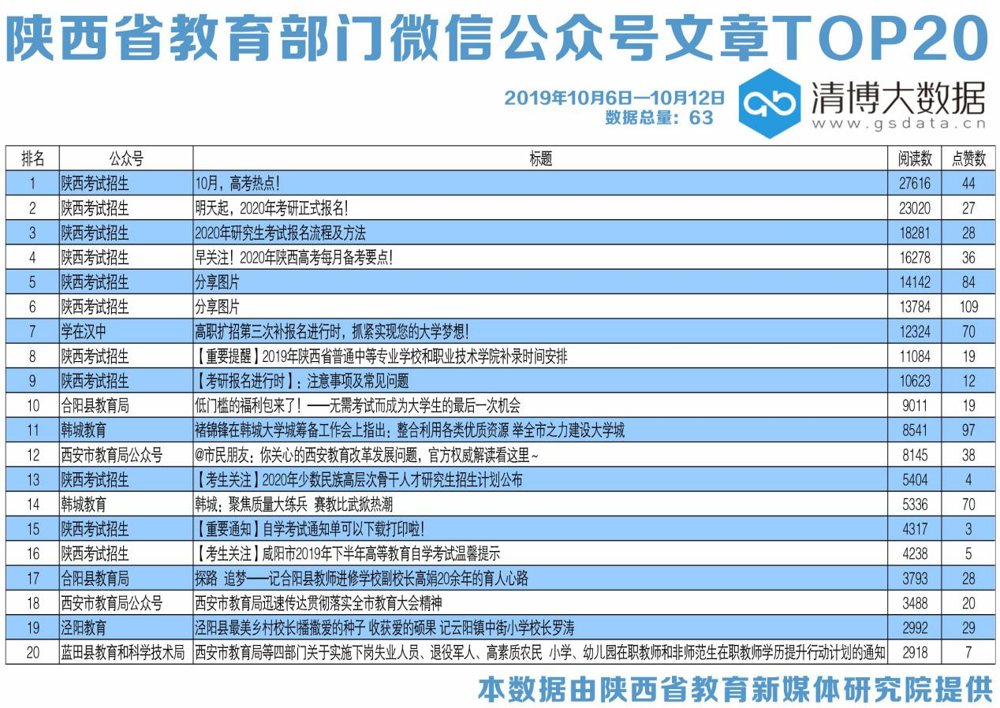 陕西省教育部门微信公众号文章TOP20
2019年10月6日—10月12日
数据总量：63
清博大数据
www.gsdata.cn
排名 公众号 标题 阅读数 点赞数
1 陕西考试招生 10月，高考热点！ 27616 44
2 陕西考试招生 明天起，2020年考研正式报名！ 23020 27
3 陕西考试招生 2020年研究生考试报名流程及方法 18281 28
4 陕西考试招生 早关注！2020年陕西高考每月备考要点！ 16278 36
5 陕西考试招生 分享图片 14142 84
6 陕西考试招生 分享图片 13784 109
7 学在汉中 高职扩招第三次补报名进行时，抓紧实现您的大学梦想！ 12324 70
8 陕西考试招生 【重要提醒】2019年陕西省普通中等专业学校和职业技术学院补录时间安排 11084 19
9 陕西考试招生 【考研报名进行时】：注意事项及常见问题 10623 12
10 合阳县教育局 低门槛的福利包来了！——无需考试而成为大学生的最后一次机会 9011 19
11 韩城教育 褚锦锋在韩城大学城筹备工作会上指出：整合利用各类优质资源 举全市之力建设大学城 8541 97
12 西安市教育局公众号 @市民朋友：你关心的西安教育改革发展问题，官方权威解读看这里~ 8145 38
13 陕西考试招生 【考生关注】2020年少数民族高层次骨干人才研究生招生计划公布 5404 4
14 韩城教育 韩城：聚焦质量大练兵 赛教比武掀热潮 5336 70
15 陕西考试招生 【重要通知】自学考试通知单可以下载打印啦！ 4317 3
16 陕西考试招生 【考生关注】咸阳市2019年下半年高等教育自学考试温馨提示 4238 5
17 合阳县教育局 探路 追梦——记合阳县教师进修学校副校长高娟20余年的育人心路 3793 28
18 西安市教育局公众号 西安市教育局迅速传达贯彻落实全市教育大会精神 3488 20
19 泾阳教育 泾阳县最美乡村校长|播撒爱的种子 收获爱的硕果 记云阳镇中街小学校长罗涛 2992 29
20 蓝田县教育和科学技术局 西安市教育局等四部门关于实施下岗失业人员、退役军人、高素质农民 小学、幼儿园在职教师和非师范生在职教师学历提升行动计划的通知 2918 7
本数据由陕西省教育新媒体研究院提供